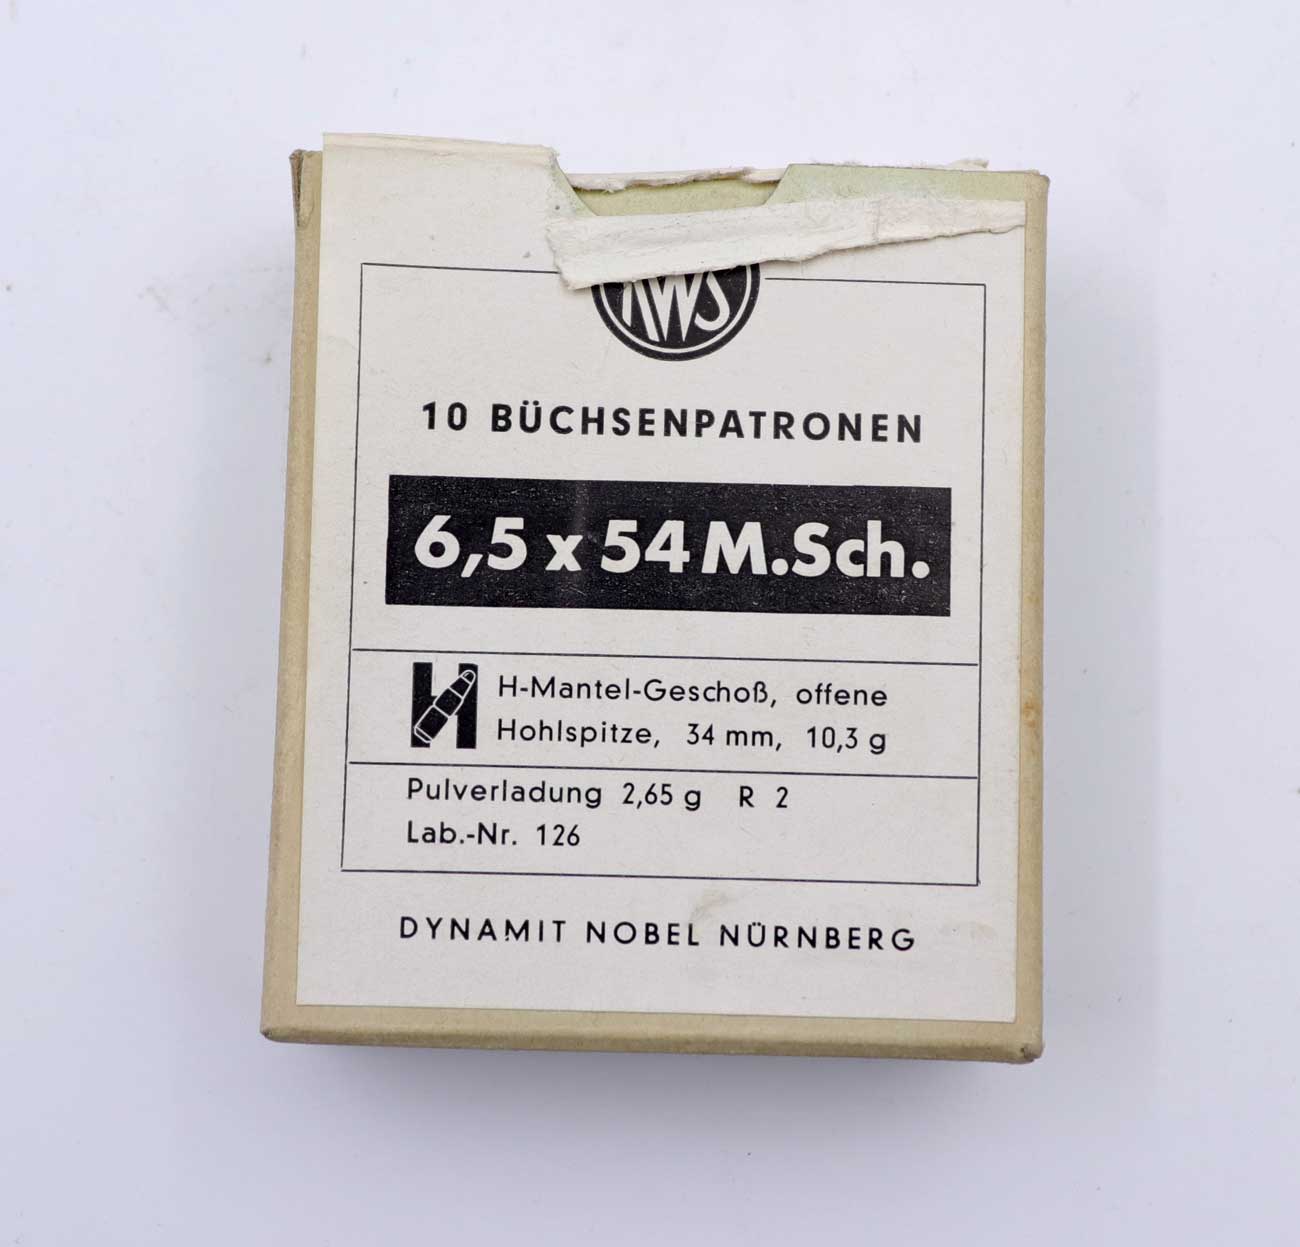 RWS
10 BÜCHSENPATRONEN
6,5 x 54 M.Sch.
H
H-Mantel-Geschoß, offene
Hohlspitze, 34 mm, 10,3 g
Pulverladung 2,65 g R 2
Lab.-Nr. 126
DYNAMIT NOBEL NÜRNBERG